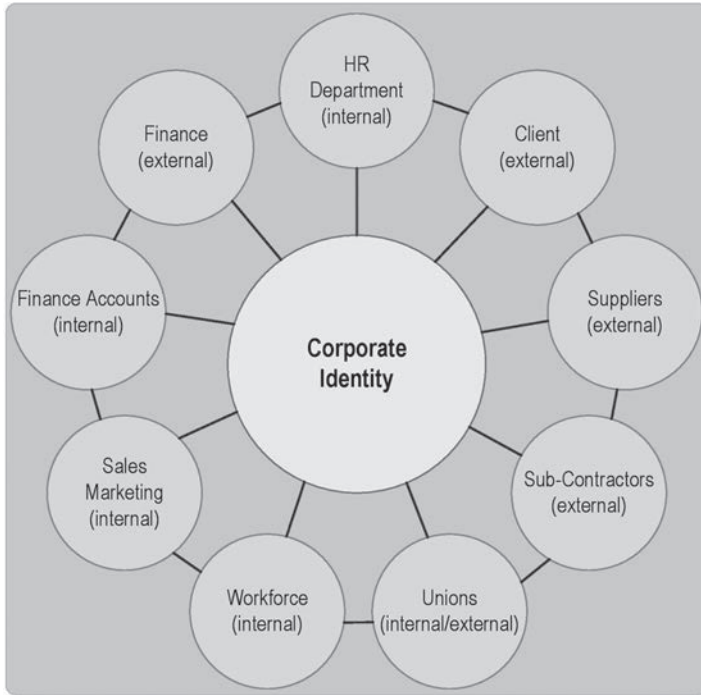 HR
Department
(internal)
Client
(external)
Suppliers
(external)
Sub-Contractors
(external)
Unions
(internal/external)
Workforce
(internal)
Sales
Marketing
(internal)
Finance Accounts
(internal)
Finance
(external)
Corporate
Identity